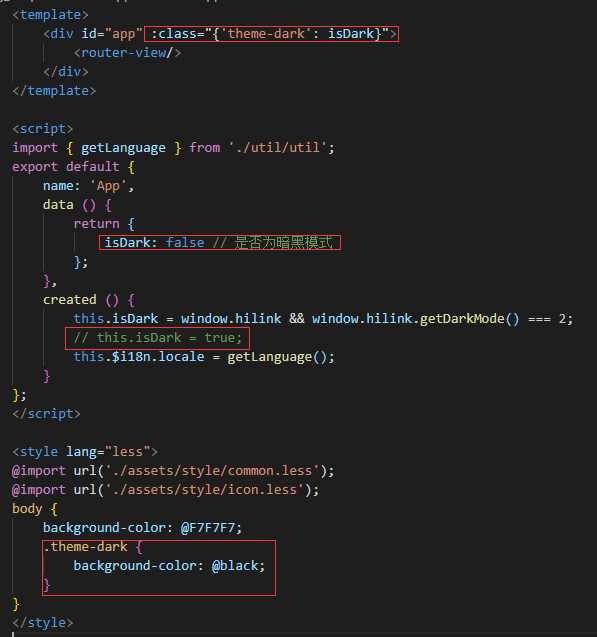 <template>
<div id="app" :class="{'theme-dark': isDark}">
<router-view/>
</div>
</template>
<script>
import { getLanguage } from './util/util';
export default {
name: 'App',
data () {
return {
isDark: false // 是否为暗黑模式
};
},
created () {
this.isDark = window.hilink && window.hilink.getDarkMode() === 2;
// this.isDark = true;
this.$i18n.locale = getLanguage();
}
};
</script>
<style lang="less">
@import url('./assets/style/common.less');
@import url('./assets/style/icon.less');
body {
background-color: @F7F7F7;
.theme-dark {
background-color: @black;
}
}
</style>